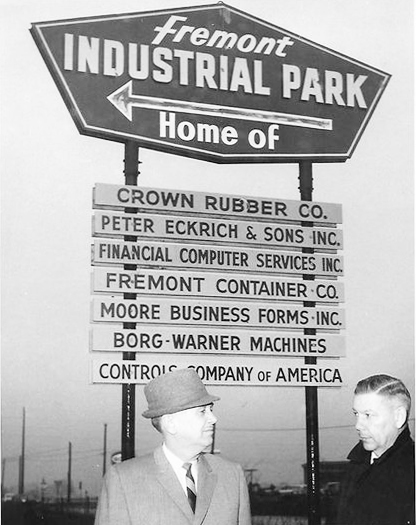 Fremont
INDUSTRIAL PARK
Home of
CROWN RUBBER CO.
PETER ECKRICH & SONS INC.
FINANCIAL COMPUTER SERVICES INC.
FREMONT CONTAINER CO.
MOORE BUSINESS FORMS INC.
BORG-WARNER MACHINES
CONTROLS COMPANY OF AMERICA